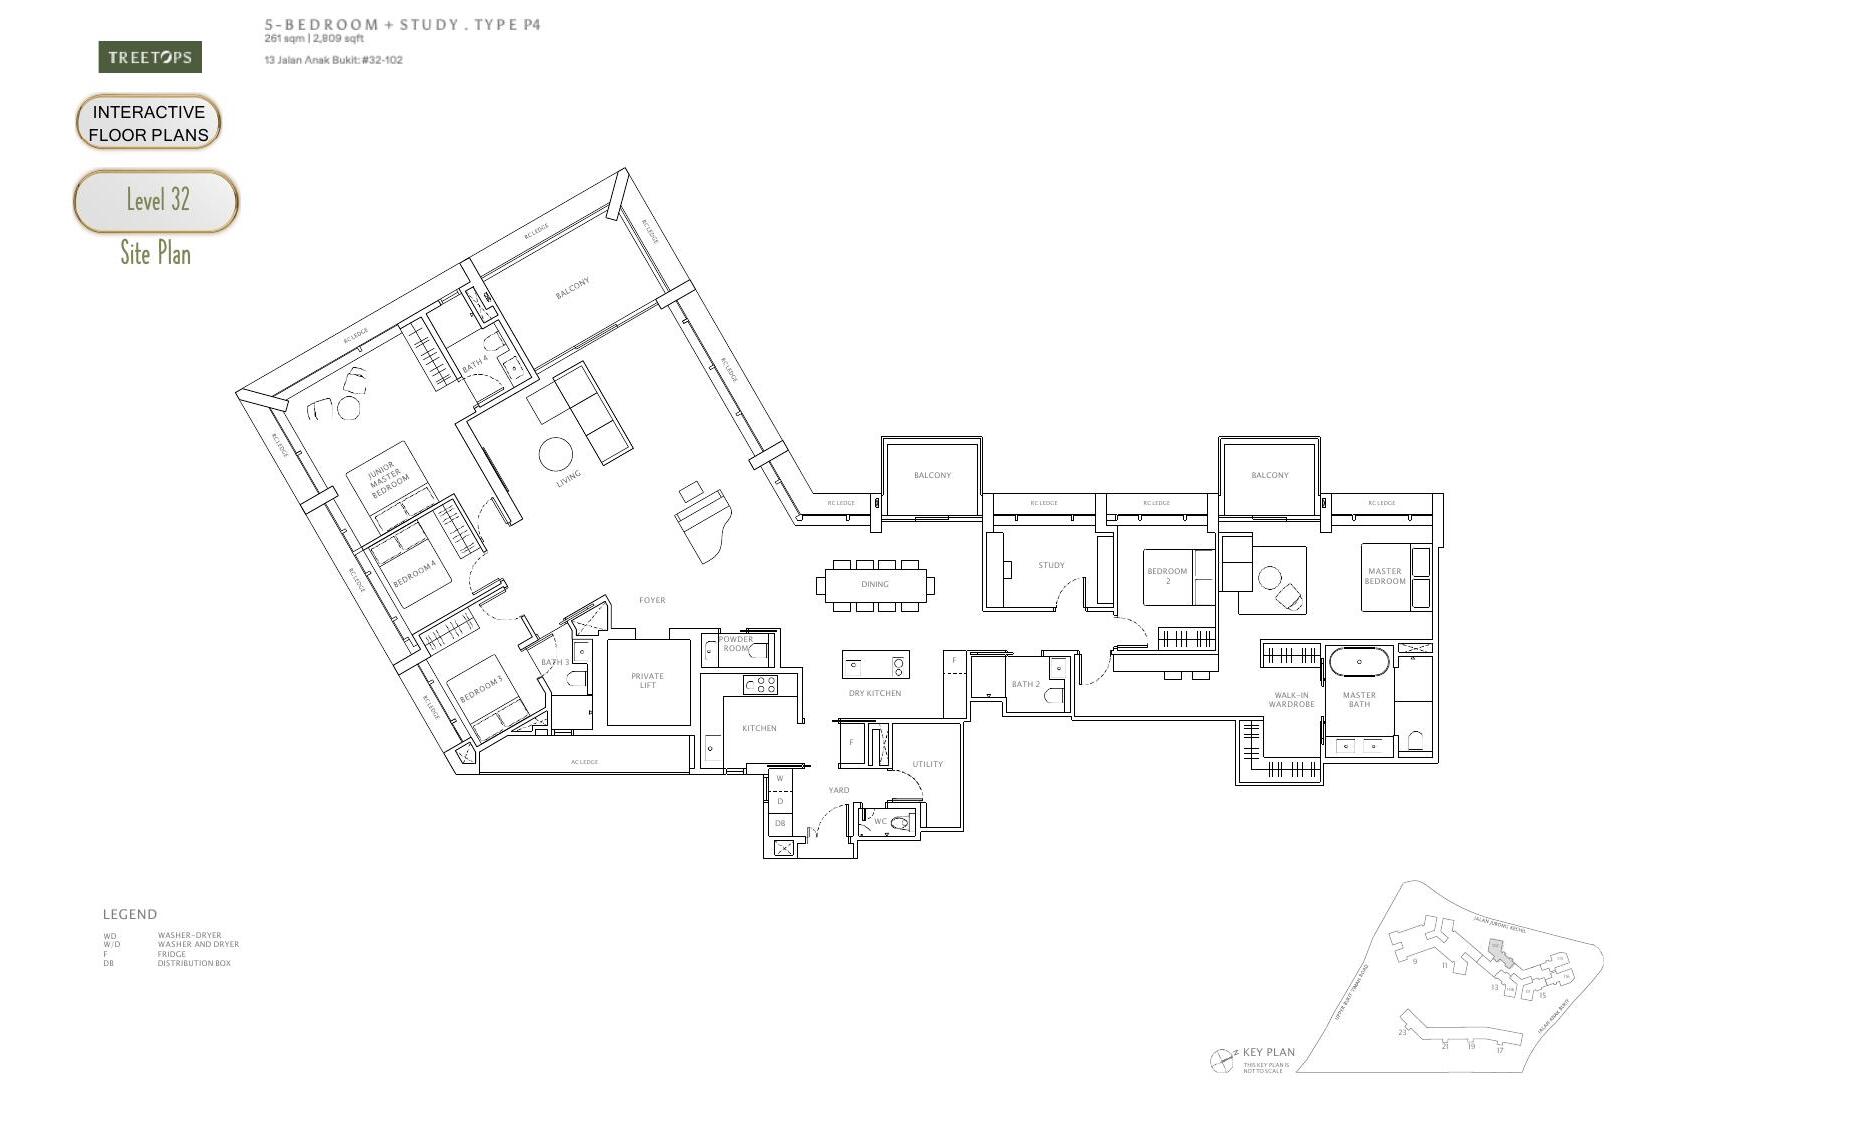 5-BEDROOM + STUDY . TYPE P4
261 sqm | 2,809 sqft
13 Jalan Anak Bukit: #32-102
TREETOPS
INTERACTIVE
FLOOR PLANS
Level 32
Site Plan
RC LEDGE
RC LEDGE
BALCONY
RC LEDGE
BATH 4
RC LEDGE
RC LEDGE
JUNIOR
MASTER
BEDROOM
LIVING
BALCONY
BALCONY
RC LEDGE
RC LEDGE
RC LEDGE
RC LEDGE
RC LEDGE
BEDROOM 4
STUDY
BEDROOM
2
MASTER
BEDROOM
DINING
FOYER
POWDER
ROOM
BATH 3
BEDROOM 3
RC LEDGE
PRIVATE
LIFT
F
DRY KITCHEN
BATH 2
WALK-IN
WARDROBE
MASTER
BATH
KITCHEN
F
AC LEDGE
UTILITY
W
D
DB
YARD
WC
LEGEND
WD WASHER-DRYER
W/D WASHER AND DRYER
F FRIDGE
DB DISTRIBUTION BOX
JALAN JURONG KECHIL
UPPER BUKIT TIMAH ROAD
JALAN ANAK BUKIT
9
11
13
15
23
21
19
17
N
KEY PLAN
THIS KEY PLAN IS
NOT TO SCALE